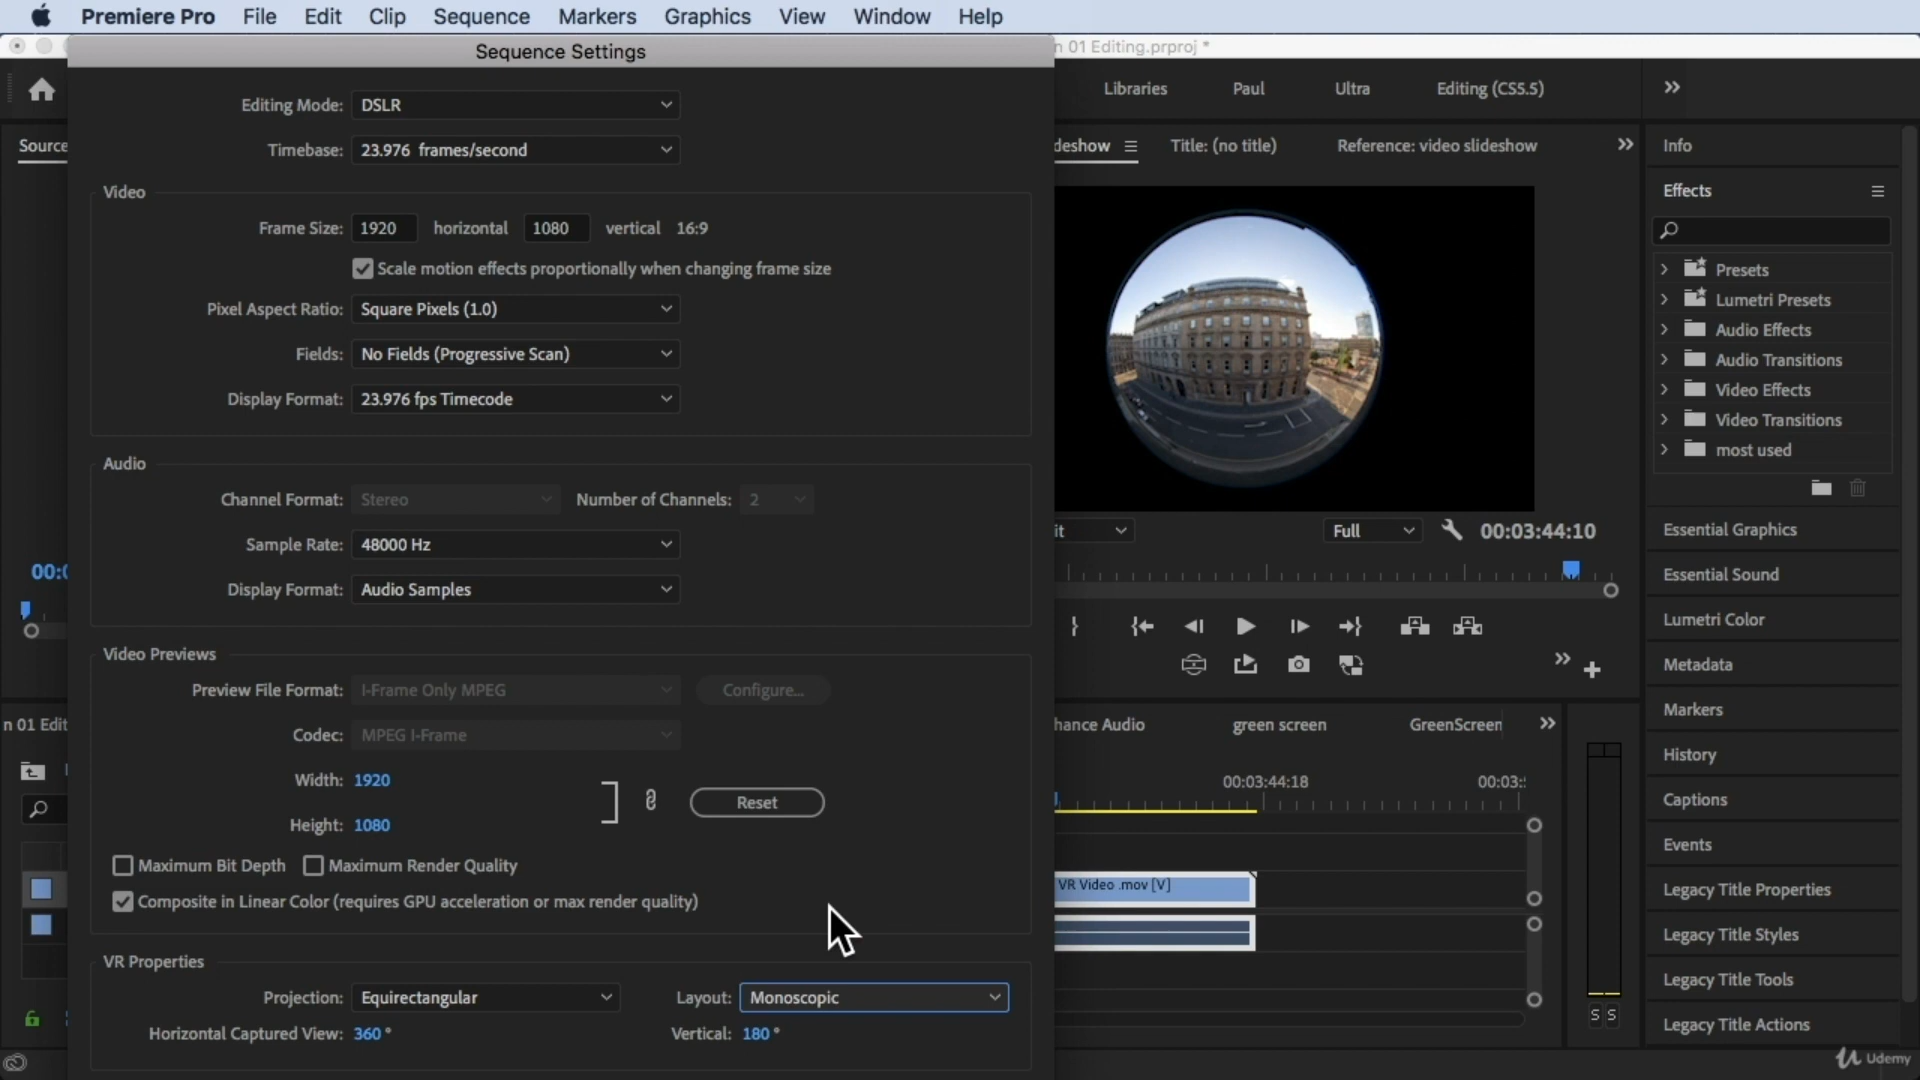 Premiere Pro File Edit Clip Sequence Markers Graphics View Window Help
Sequence Settings
n 01 Editing.prproj *
Libraries Paul Ultra Editing (CS5.5)
Source
Editing Mode: DSLR
Timebase: 23.976 frames/second
Video
Frame Size: 1920 horizontal 1080 vertical 16:9
Scale motion effects proportionally when changing frame size
Pixel Aspect Ratio: Square Pixels (1.0)
Fields: No Fields (Progressive Scan)
Display Format: 23.976 fps Timecode
Audio
Channel Format: Stereo Number of Channels: 2
Sample Rate: 48000 Hz
Display Format: Audio Samples
Video Previews
Preview File Format: I-Frame Only MPEG Configure...
Codec: MPEG I-Frame
Width: 1920
Height: 1080
Reset
Maximum Bit Depth Maximum Render Quality
Composite in Linear Color (requires GPU acceleration or max render quality)
VR Properties
Projection: Equirectangular Layout: Monoscopic
Horizontal Captured View: 360 ° Vertical: 180 °
00:0
n 01 Edit
deshow Title: (no title) Reference: video slideshow
it Full 00:03:44:10
hance Audio green screen GreenScreen
00:03:44:18 00:03:
VR Video .mov [V]
S S
Info
Effects
Presets
Lumetri Presets
Audio Effects
Audio Transitions
Video Effects
Video Transitions
most used
Essential Graphics
Essential Sound
Lumetri Color
Metadata
Markers
History
Captions
Events
Legacy Title Properties
Legacy Title Styles
Legacy Title Tools
Legacy Title Actions
Udemy